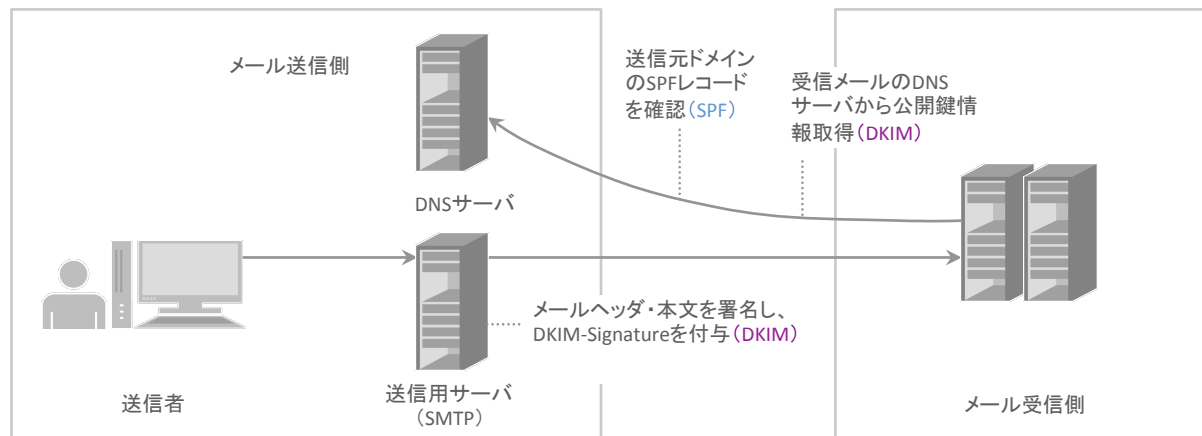 メール送信側
送信元ドメイン
のSPFレコード
を確認(SPF)
受信メールのDNS
サーバから公開鍵情
報取得(DKIM)
DNSサーバ
メールヘッダ・本文を署名し、
DKIM-Signatureを付与(DKIM)
送信者
送信用サーバ
(SMTP)
メール受信側